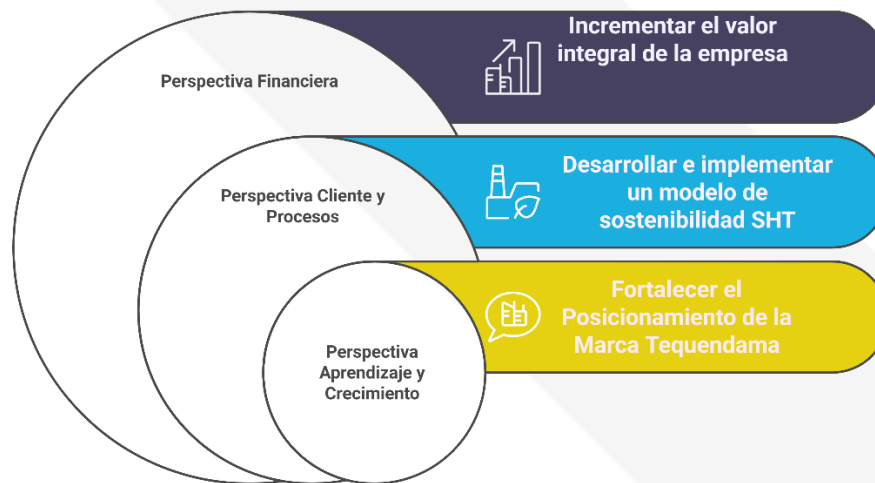 Incrementar el valor
integral de la empresa
Perspectiva Financiera
Desarrollar e implementar
un modelo de
sostenibilidad SHT
Perspectiva Cliente y
Procesos
Fortalecer el
Posicionamiento de la
Marca Tequendama
Perspectiva
Aprendizaje y
Crecimiento